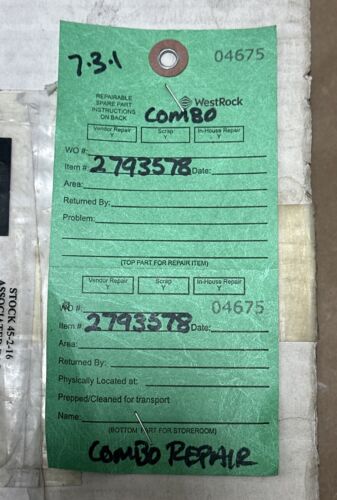 7-3-1
04675
REPAIRABLE
SPARE PART
INSTRUCTIONS
ON BACK
WestRock
COMBO
Vendor Repair Y
Scrap Y
In-House Repair Y
WO #:
Item #: 2793578 Date:
Area:
Returned By:
Problem:
(TOP PART FOR REPAIR ITEM)
Vendor Repair Y
Scrap Y
In-House Repair Y
04675
WO #:
Item #: 2793578 Date:
Area:
Returned By:
Physically Located at:
Prepped/Cleaned for transport
Name:
(BOTTOM PART FOR STOREROOM)
COMBO REPAIR
STOCK 45-2-16